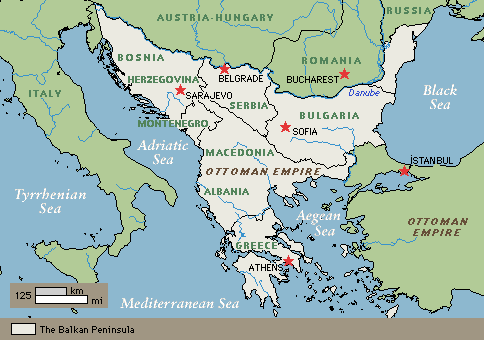 RUSSIA
AUSTRIA-HUNGARY
BOSNIA
ROMANIA
HERZEGOVINA
BELGRADE
BUCHAREST
ITALY
SARAJEVO
Danube
Black
Sea
SERBIA
BULGARIA
MONTENEGRO
SOFIA
Adriatic
Sea
MACEDONIA
İSTANBUL
OTTOMAN EMPIRE
ALBANIA
Tyrrhenian
Sea
Aegean
Sea
OTTOMAN
EMPIRE
GREECE
ATHENS
125
km
mi
Mediterranean Sea
The Balkan Peninsula